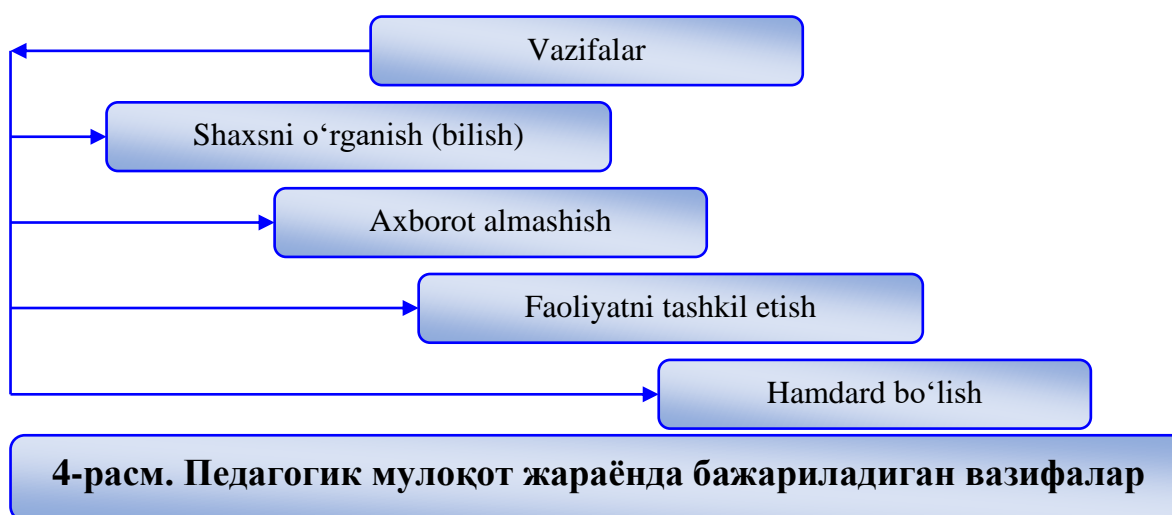 Vazifalar
Shaxsni o‘rganish (bilish)
Axborot almashish
Faoliyatni tashkil etish
Hamdard bo‘lish
4-расм. Педагогик мулоқот жараёнда бажариладиган вазифалар